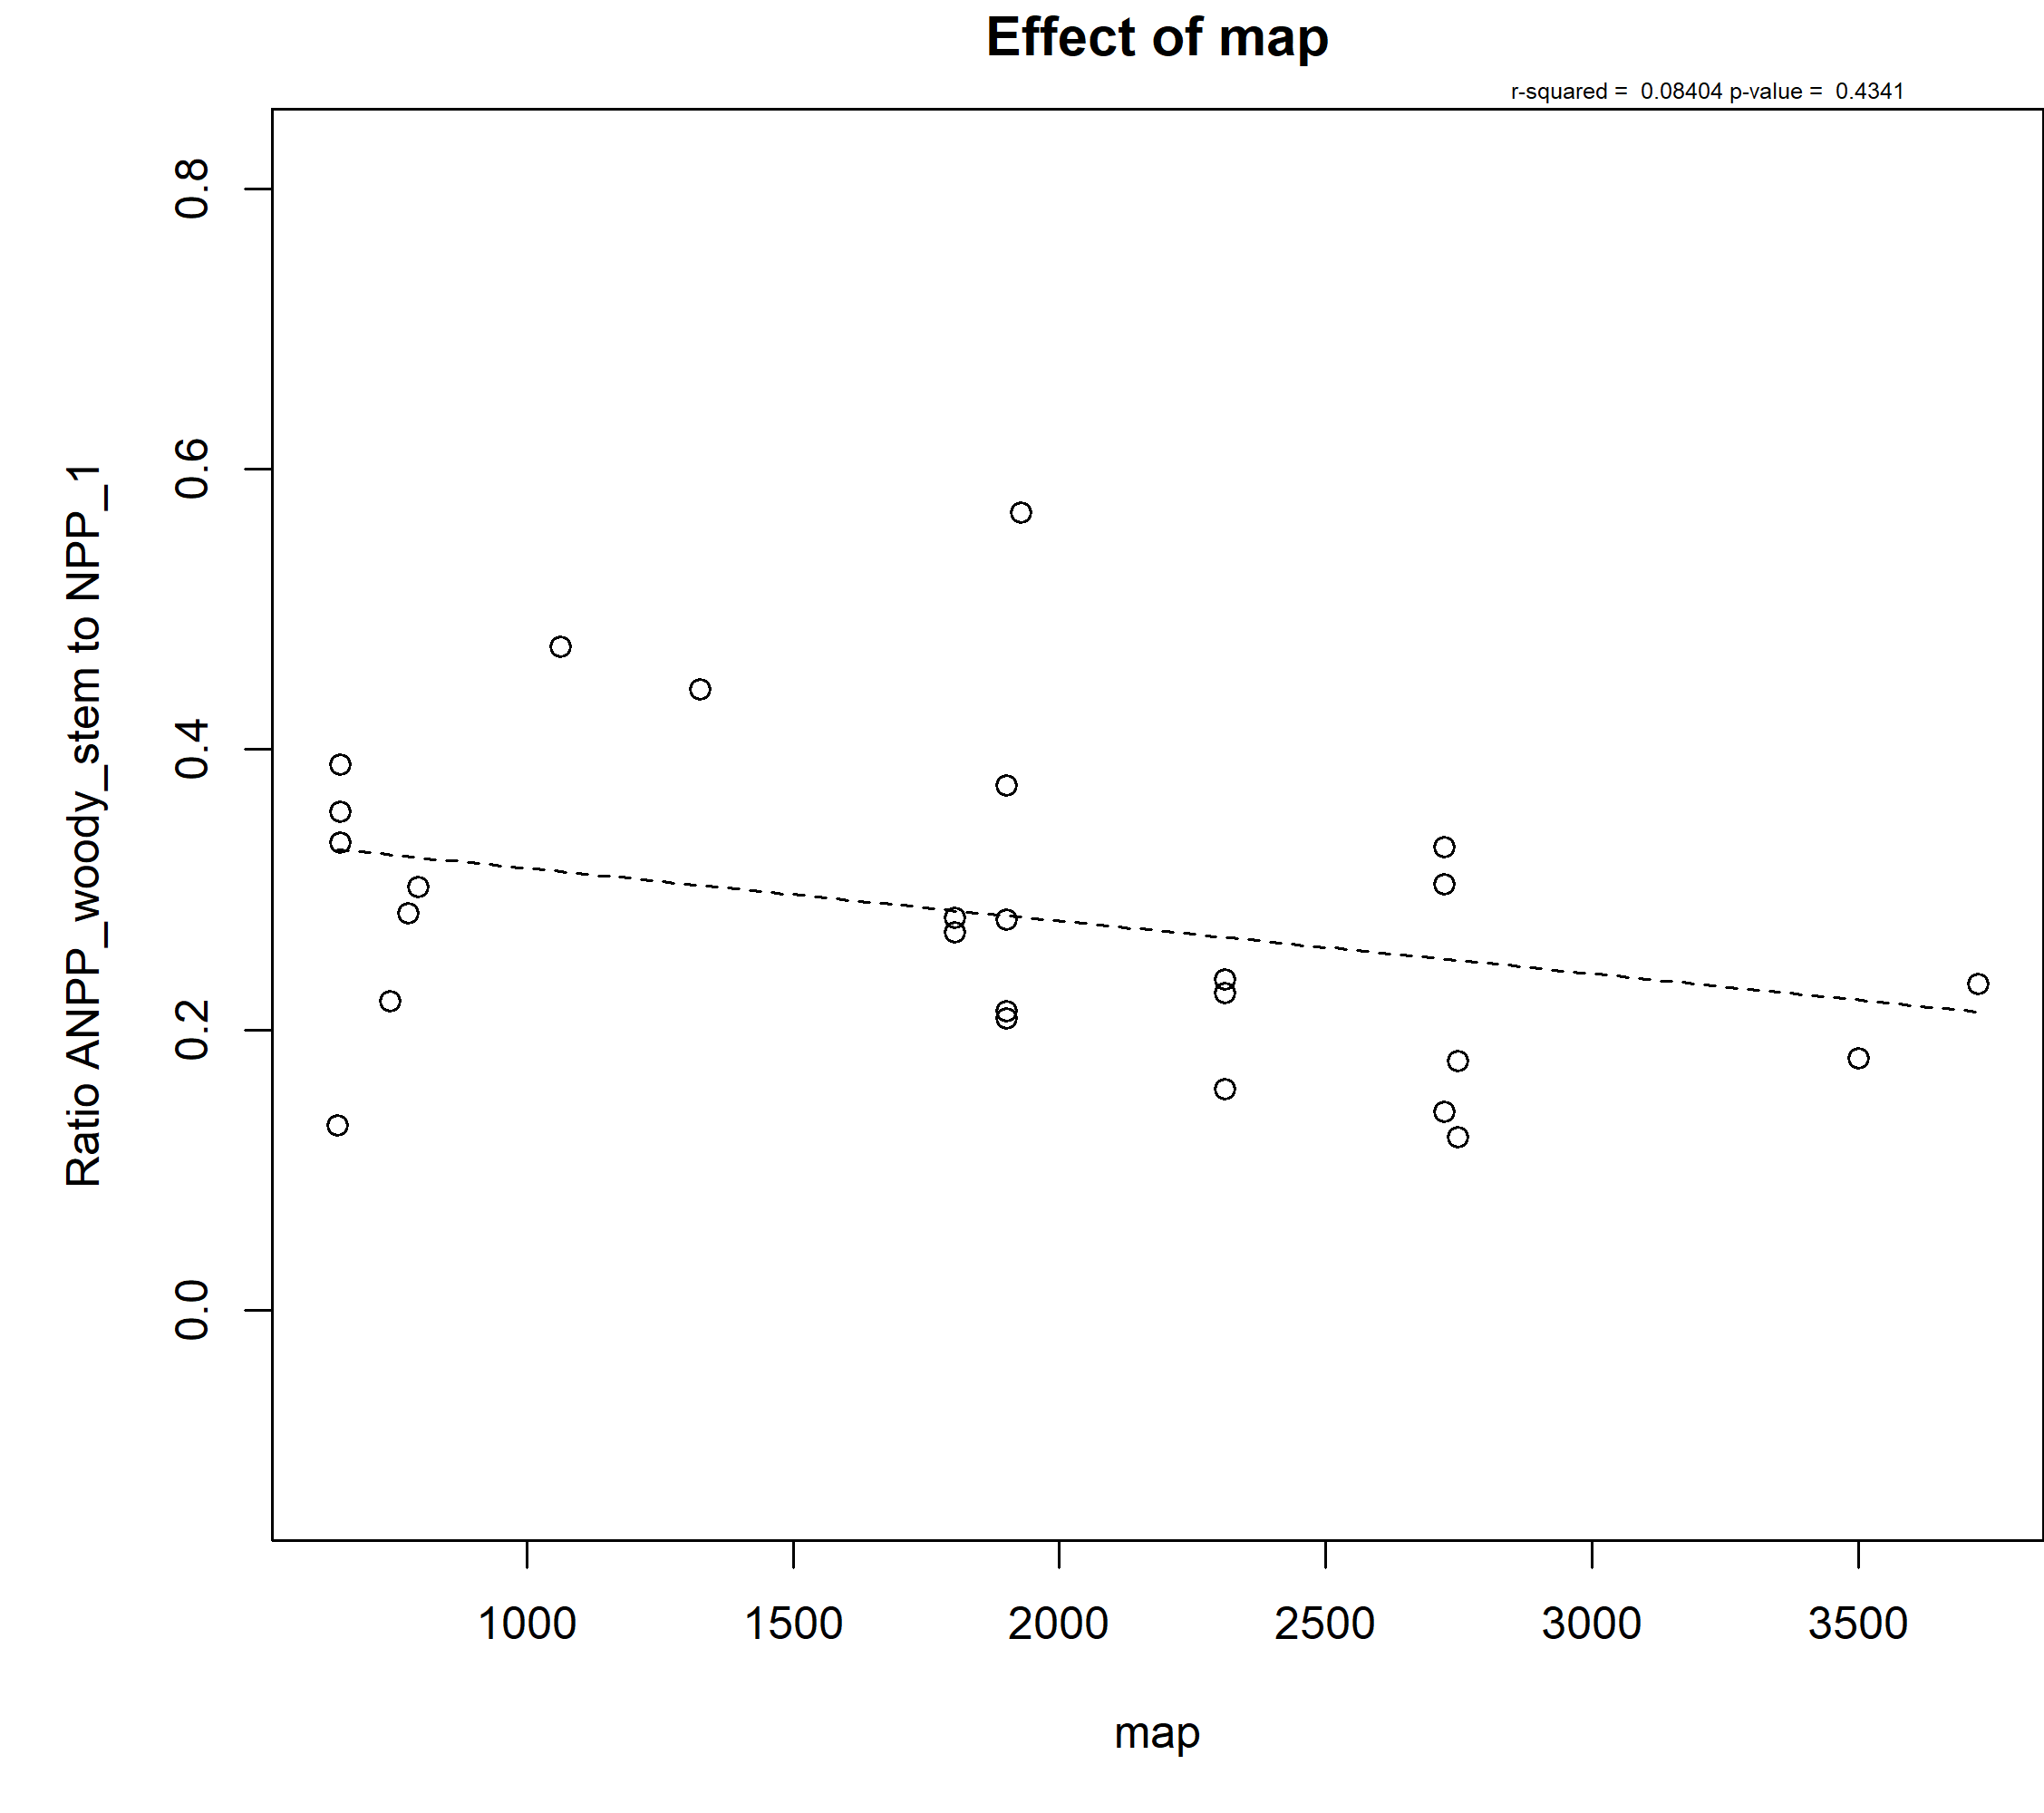 Effect of map
r-squared = 0.08404 p-value = 0.4341
Ratio ANPP_woody_stem to NPP_1
0.8
0.6
0.4
0.2
0.0
1000 1500 2000 2500 3000 3500
map